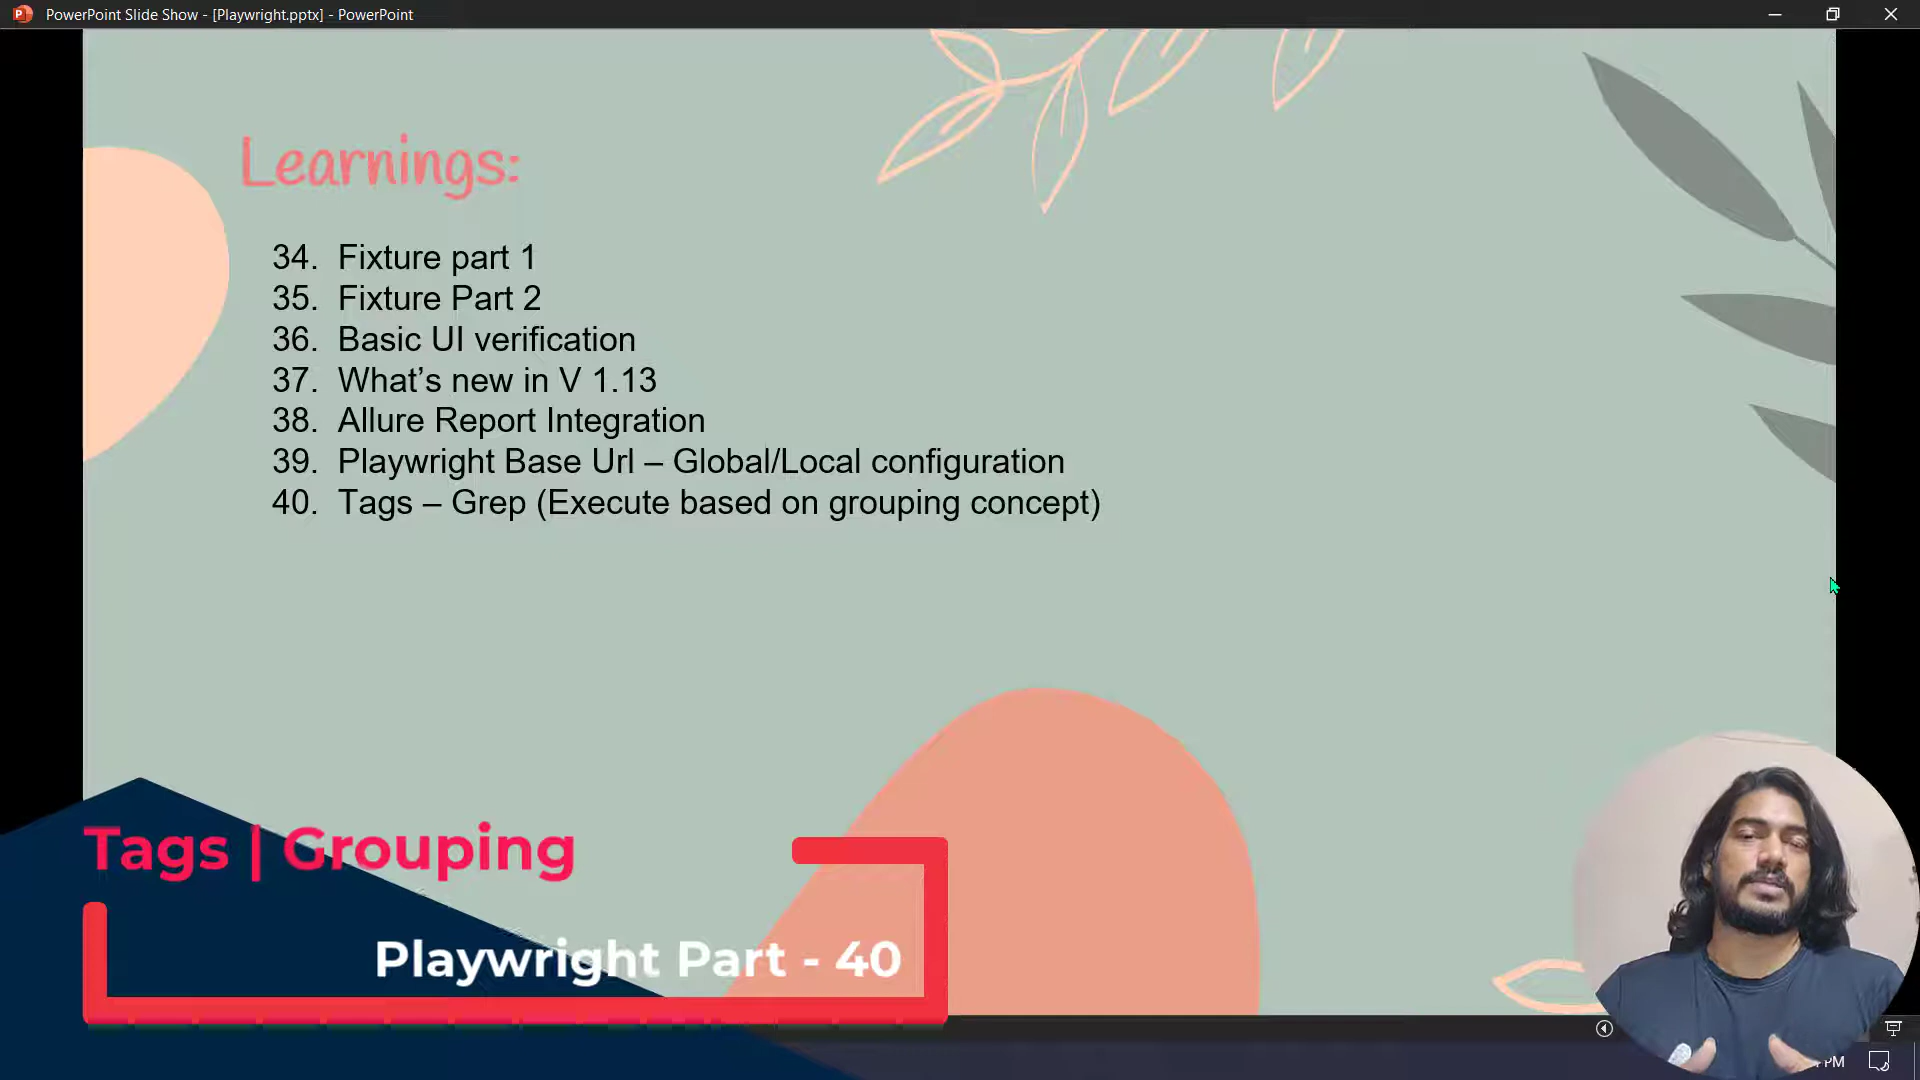 PowerPoint Slide Show - [Playwright.pptx] - PowerPoint
Learnings:
34. Fixture part 1
35. Fixture Part 2
36. Basic UI verification
37. What’s new in V 1.13
38. Allure Report Integration
39. Playwright Base Url – Global/Local configuration
40. Tags – Grep (Execute based on grouping concept)
Tags | Grouping
Playwright Part - 40
PM